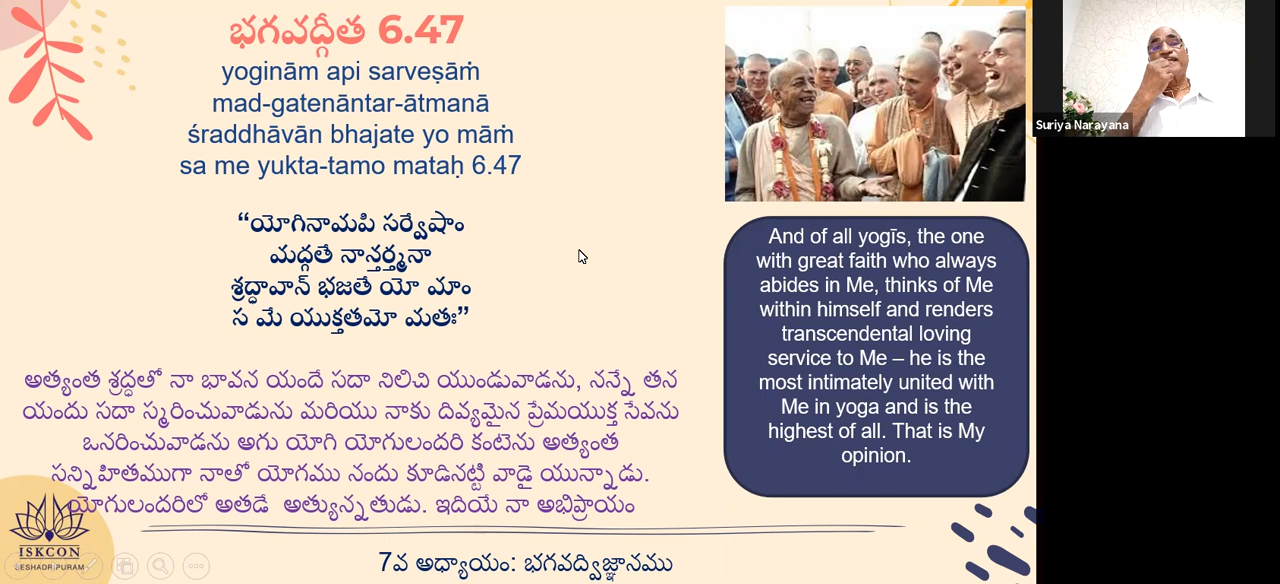 భగవద్గీత 6.47
yoginām api sarveṣāṁ
mad-gatenāntar-ātmanā
śraddhāvān bhajate yo māṁ
sa me yukta-tamo mataḥ 6.47
“యోగినామపి సర్వేషాం
మద్గతే నాన్తర్త్మనా
శ్రద్ధావాన్ భజతే యో మాం
స మే యుక్తతమో మతః”
అత్యంత శ్రద్ధతో నా భావన యందే సదా నిలిచి యుండువాడను, నన్నే తన
యందు సదా స్మరించువాడును మరియు నాకు దివ్యమైన ప్రేమయుక్త సేవను
ఒనరించువాడను అగు యోగి యోగులందరి కంటెను అత్యంత
సన్నిహితముగా నాతో యోగము నందు కూడినట్టి వాడై యున్నాడు.
యోగులందరిలో అతడే అత్యున్నతుడు. ఇదియే నా అభిప్రాయం
7వ అధ్యాయం: భగవద్విజ్ఞానము
ISKCON
SESHADRIPURAM
And of all yogīs, the one
with great faith who always
abides in Me, thinks of Me
within himself and renders
transcendental loving
service to Me – he is the
most intimately united with
Me in yoga and is the
highest of all. That is My
opinion.
Suriya Narayana